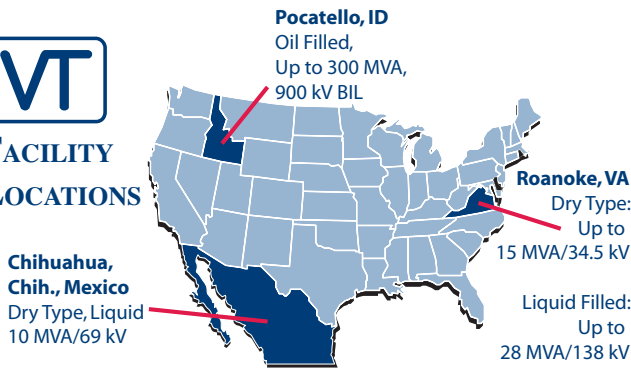 Pocatello, ID
Oil Filled,
Up to 300 MVA,
900 kV BIL
VT
FACILITY
LOCATIONS
Roanoke, VA
Dry Type:
Up to
15 MVA/34.5 kV
Chihuahua,
Chih., Mexico
Dry Type, Liquid
10 MVA/69 kV
Liquid Filled:
Up to
28 MVA/138 kV